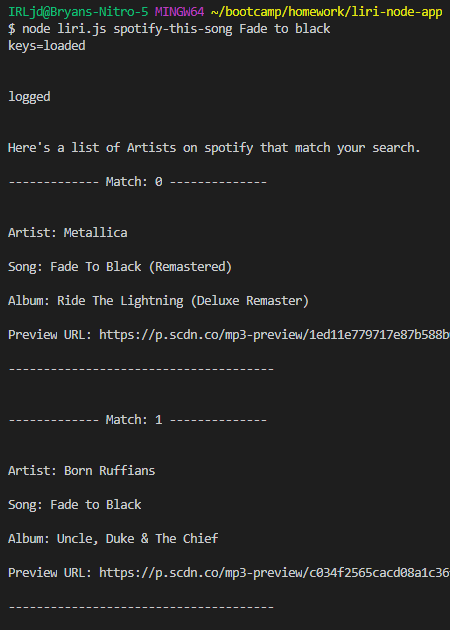 IRLjd@Bryans-Nitro-5 MINGW64 ~/bootcamp/homework/liri-node-app
$ node liri.js spotify-this-song Fade to black
keys=loaded
logged
Here's a list of Artists on spotify that match your search.
------------- Match: 0 --------------
Artist: Metallica
Song: Fade To Black (Remastered)
Album: Ride The Lightning (Deluxe Remaster)
Preview URL: https://p.scdn.co/mp3-preview/1ed11e779717e87b588b
--------------------------------------
------------- Match: 1 --------------
Artist: Born Ruffians
Song: Fade to Black
Album: Uncle, Duke & The Chief
Preview URL: https://p.scdn.co/mp3-preview/c034f2565cacd08a1c36
--------------------------------------